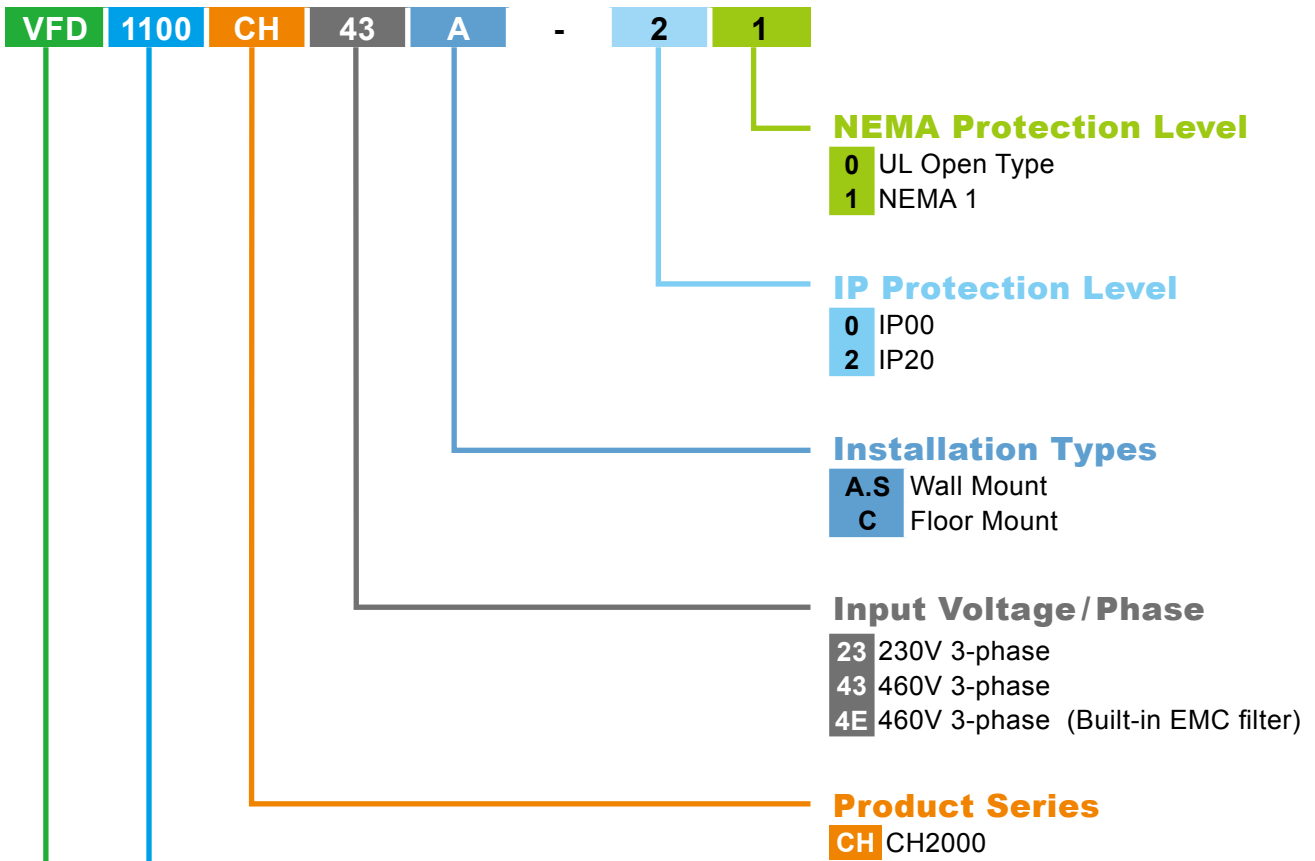 VFD 1100 CH 43 A - 2 1
NEMA Protection Level
0 UL Open Type
1 NEMA 1
IP Protection Level
0 IP00
2 IP20
Installation Types
A.S Wall Mount
C Floor Mount
Input Voltage/Phase
23 230V 3-phase
43 460V 3-phase
4E 460V 3-phase (Built-in EMC filter)
Product Series
CH CH2000